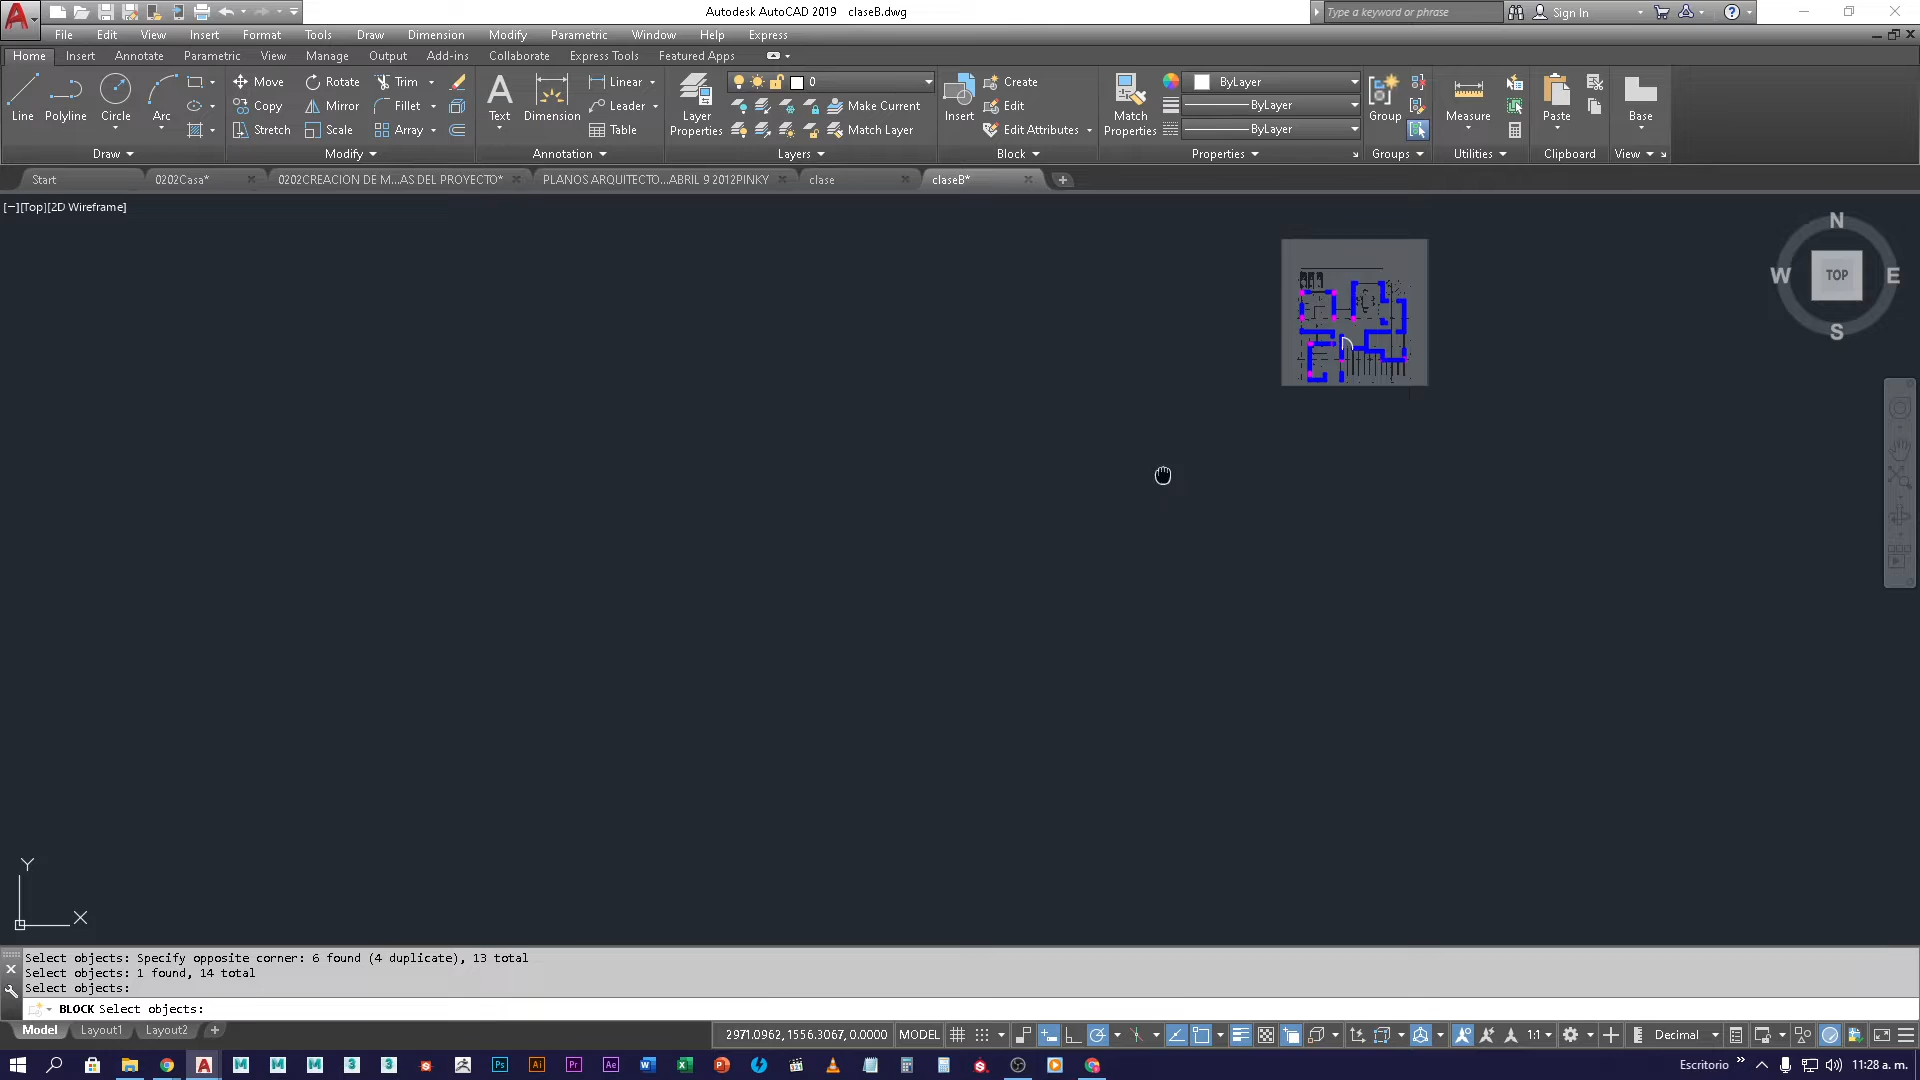 Autodesk AutoCAD 2019 claseB.dwg
Type a keyword or phrase
Sign In
File Edit View Insert Format Tools Draw Dimension Modify Parametric Window Help Express
Home Insert Annotate Parametric View Manage Output Add-ins Collaborate Express Tools Featured Apps
Move Rotate Trim Linear 0 Create ByLayer
Line Polyline Circle Arc Copy Mirror Fillet Text Dimension Leader Layer Properties Make Current Insert Edit Match Properties ByLayer Group Measure Paste Base
Stretch Scale Array Table Match Layer Edit Attributes ByLayer
Draw Modify Annotation Layers Block Properties Groups Utilities Clipboard View
Start 0202Casa* 0202CREACION DE M...AS DEL PROYECTO* PLANOS ARQUITECTO...ABRIL 9 2012PINKY clase claseB*
[−][Top][2D Wireframe]
N
W TOP E
S
Y
X
Select objects: Specify opposite corner: 6 found (4 duplicate), 13 total
Select objects: 1 found, 14 total
Select objects:
BLOCK Select objects:
Model Layout1 Layout2
2971.0962, 1556.3067, 0.0000 MODEL 1:1 Decimal
Escritorio 11:28 a. m.